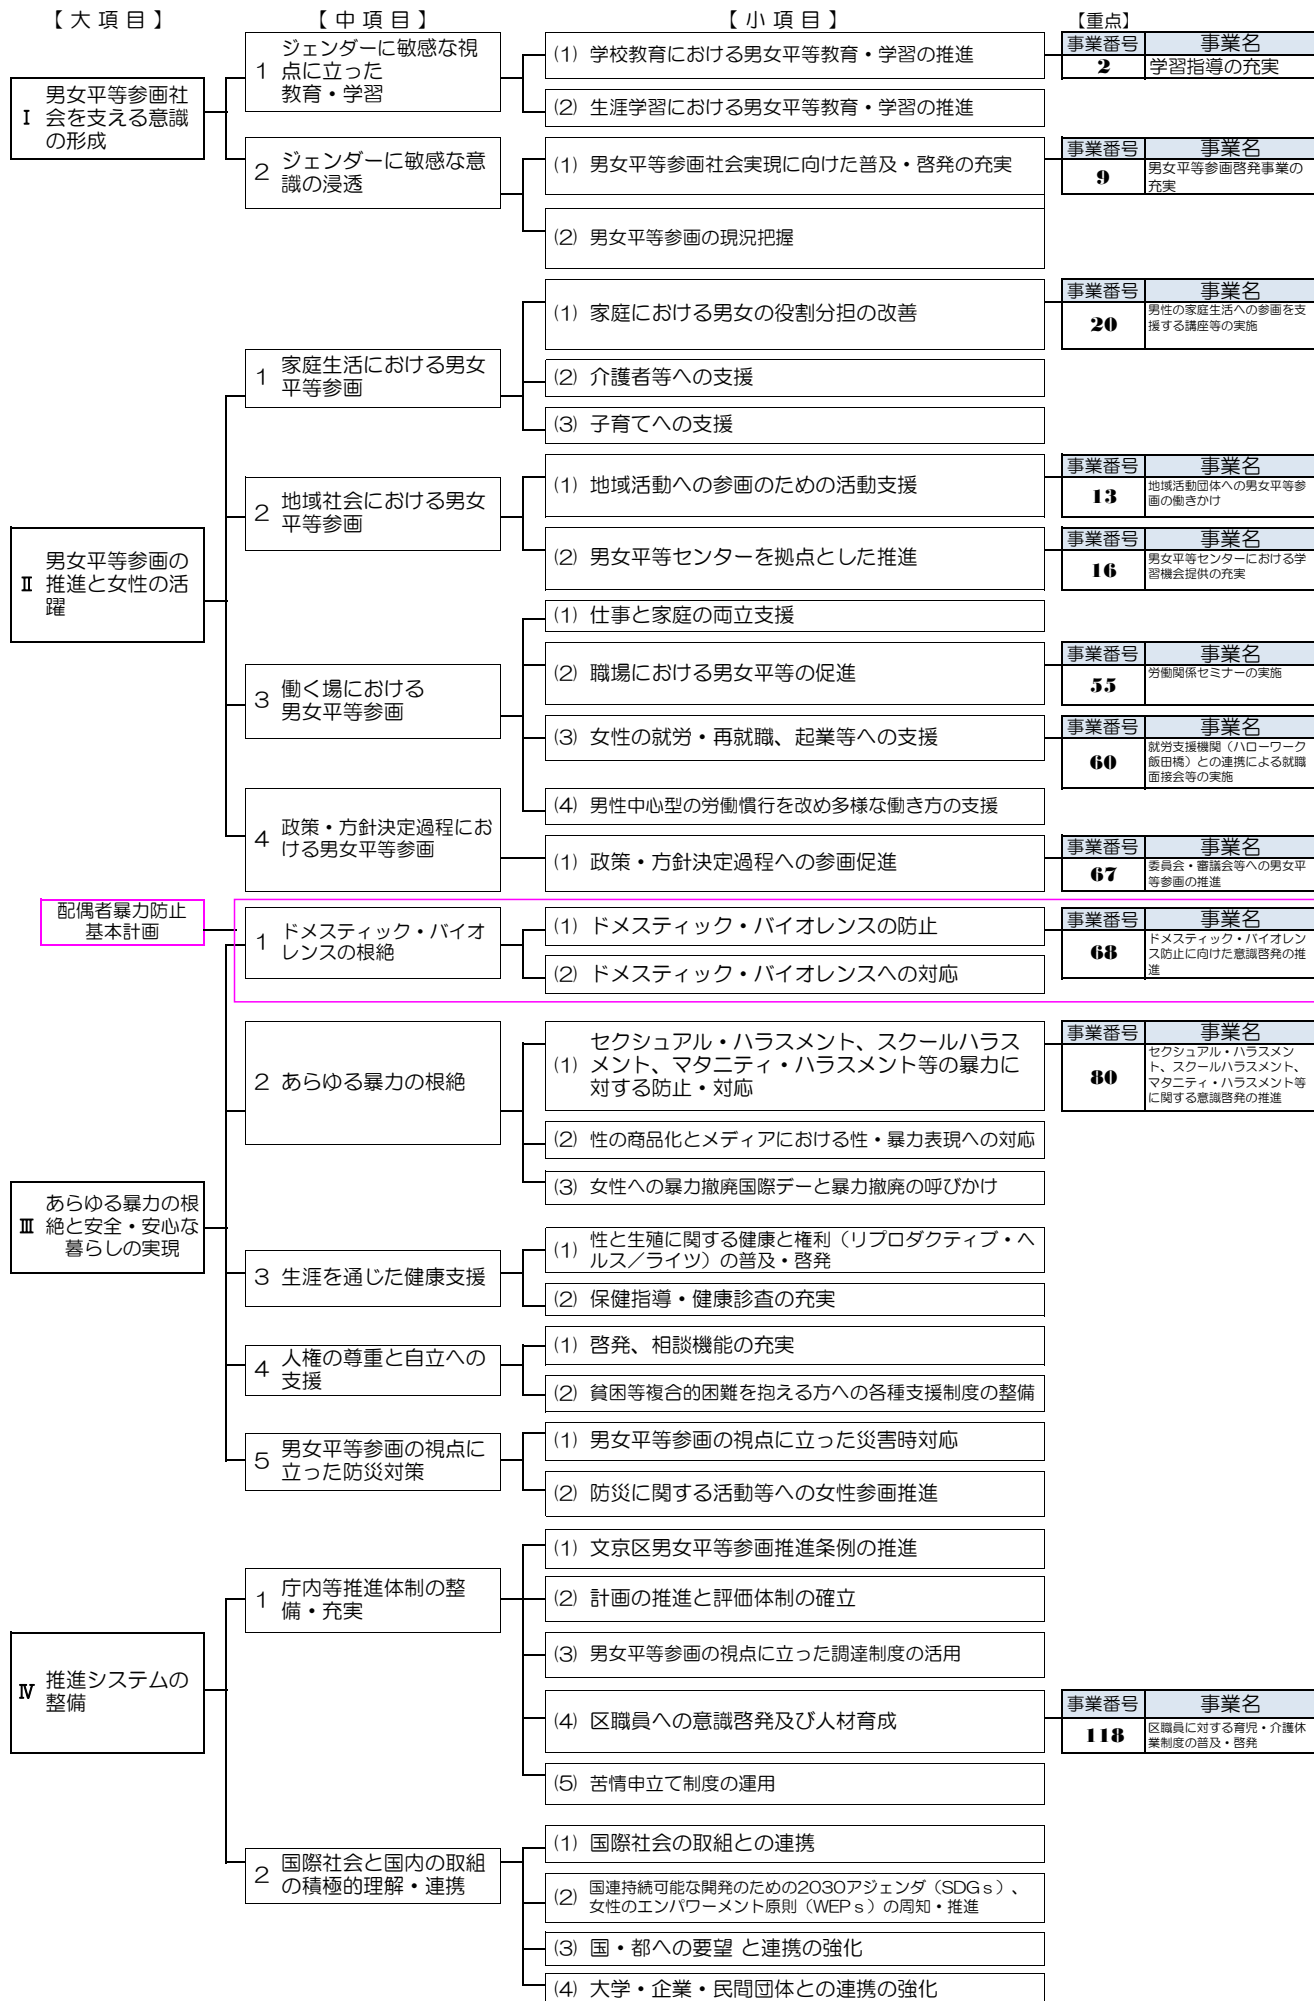 【 大 項 目 】
【 中 項 目 】
【 小 項 目 】
【重点】
Ⅰ
男女平等参画社
会を支える意識
の形成
1
ジェンダーに敏感な視
点に立った
教育・学習
(1) 学校教育における男女平等教育・学習の推進
事業番号 事業名
2 学習指導の充実
(2) 生涯学習における男女平等教育・学習の推進
2
ジェンダーに敏感な意
識の浸透
(1) 男女平等参画社会実現に向けた普及・啓発の充実
事業番号 事業名
9
男女平等参画啓発事業の
充実
(2) 男女平等参画の現況把握
Ⅱ
男女平等参画の
推進と女性の活
躍
1
家庭生活における男女
平等参画
(1) 家庭における男女の役割分担の改善
事業番号 事業名
20
男性の家庭生活への参画を支
援する講座等の実施
(2) 介護者等への支援
(3) 子育てへの支援
2
地域社会における男女
平等参画
(1) 地域活動への参画のための活動支援
事業番号 事業名
13
地域活動団体への男女平等参
画の働きかけ
(2) 男女平等センターを拠点とした推進
事業番号 事業名
16
男女平等センターにおける学
習機会提供の充実
3
働く場における
男女平等参画
(1) 仕事と家庭の両立支援
(2) 職場における男女平等の促進
事業番号 事業名
55
労働関係セミナーの実施
(3) 女性の就労・再就職、起業等への支援
事業番号 事業名
60
就労支援機関（ハローワーク
飯田橋）との連携による就職
面接会等の実施
(4) 男性中心型の労働慣行を改め多様な働き方の支援
4
政策・方針決定過程にお
ける男女平等参画
(1) 政策・方針決定過程への参画促進
事業番号 事業名
67
委員会・審議会等への男女平
等参画の推進
配偶者暴力防止
基本計画
Ⅲ
あらゆる暴力の根
絶と安全・安心な
暮らしの実現
1
ドメスティック・バイオ
レンスの根絶
(1) ドメスティック・バイオレンスの防止
事業番号 事業名
68
ドメスティック・バイオレン
ス防止に向けた意識啓発の推
進
(2) ドメスティック・バイオレンスへの対応
2 あらゆる暴力の根絶
(1)
セクシュアル・ハラスメント、スクールハラス
メント、マタニティ・ハラスメント等の暴力に
対する防止・対応
事業番号 事業名
80
セクシュアル・ハラスメン
ト、スクールハラスメント、
マタニティ・ハラスメント等
に関する意識啓発の推進
(2) 性の商品化とメディアにおける性・暴力表現への対応
(3) 女性への暴力撤廃国際デーと暴力撤廃の呼びかけ
3 生涯を通じた健康支援
(1)
性と生殖に関する健康と権利（リプロダクティブ・ヘ
ルス／ライツ）の普及・啓発
(2) 保健指導・健康診査の充実
4
人権の尊重と自立への
支援
(1) 啓発、相談機能の充実
(2) 貧困等複合的困難を抱える方への各種支援制度の整備
5
男女平等参画の視点に
立った防災対策
(1) 男女平等参画の視点に立った災害時対応
(2) 防災に関する活動等への女性参画推進
Ⅳ
推進システムの
整備
1
庁内等推進体制の整
備・充実
(1) 文京区男女平等参画推進条例の推進
(2) 計画の推進と評価体制の確立
(3) 男女平等参画の視点に立った調達制度の活用
(4) 区職員への意識啓発及び人材育成
事業番号 事業名
118
区職員に対する育児・介護休
業制度の普及・啓発
(5) 苦情申立て制度の運用
2
国際社会と国内の取組
の積極的理解・連携
(1) 国際社会の取組との連携
(2)
国連持続可能な開発のための2030アジェンダ（SDGｓ）、
女性のエンパワーメント原則（WEPｓ）の周知・推進
(3) 国・都への要望 と連携の強化
(4) 大学・企業・民間団体との連携の強化